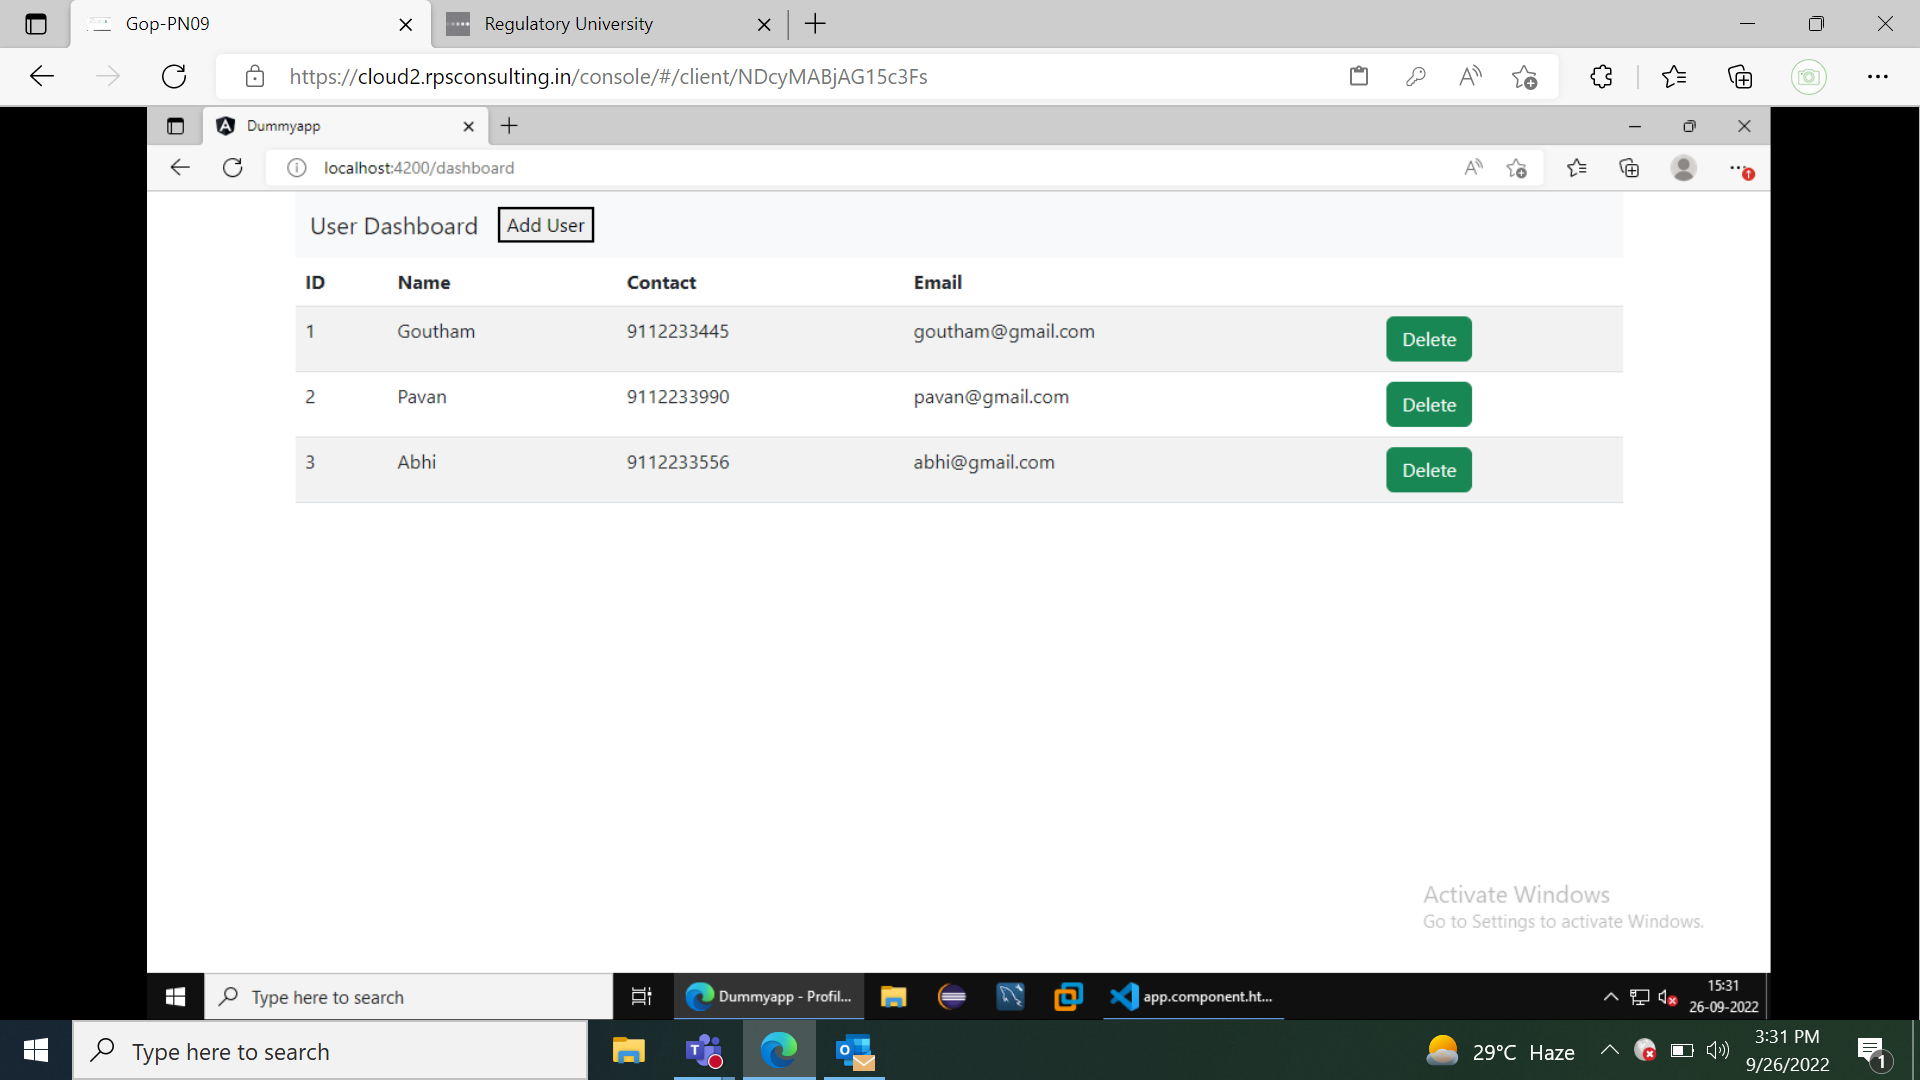 Gop-PN09
Regulatory University
https://cloud2.rpsconsulting.in/console/#/client/NDcyMABjAG15c3Fs
Dummyapp
localhost:4200/dashboard
User Dashboard Add User
ID Name Contact Email
1 Goutham 9112233445 goutham@gmail.com Delete
2 Pavan 9112233990 pavan@gmail.com Delete
3 Abhi 9112233556 abhi@gmail.com Delete
Activate Windows
Go to Settings to activate Windows.
Type here to search
Dummyapp - Profil...
app.component.ht...
15:31
26-09-2022
Type here to search
29°C Haze
3:31 PM
9/26/2022
1